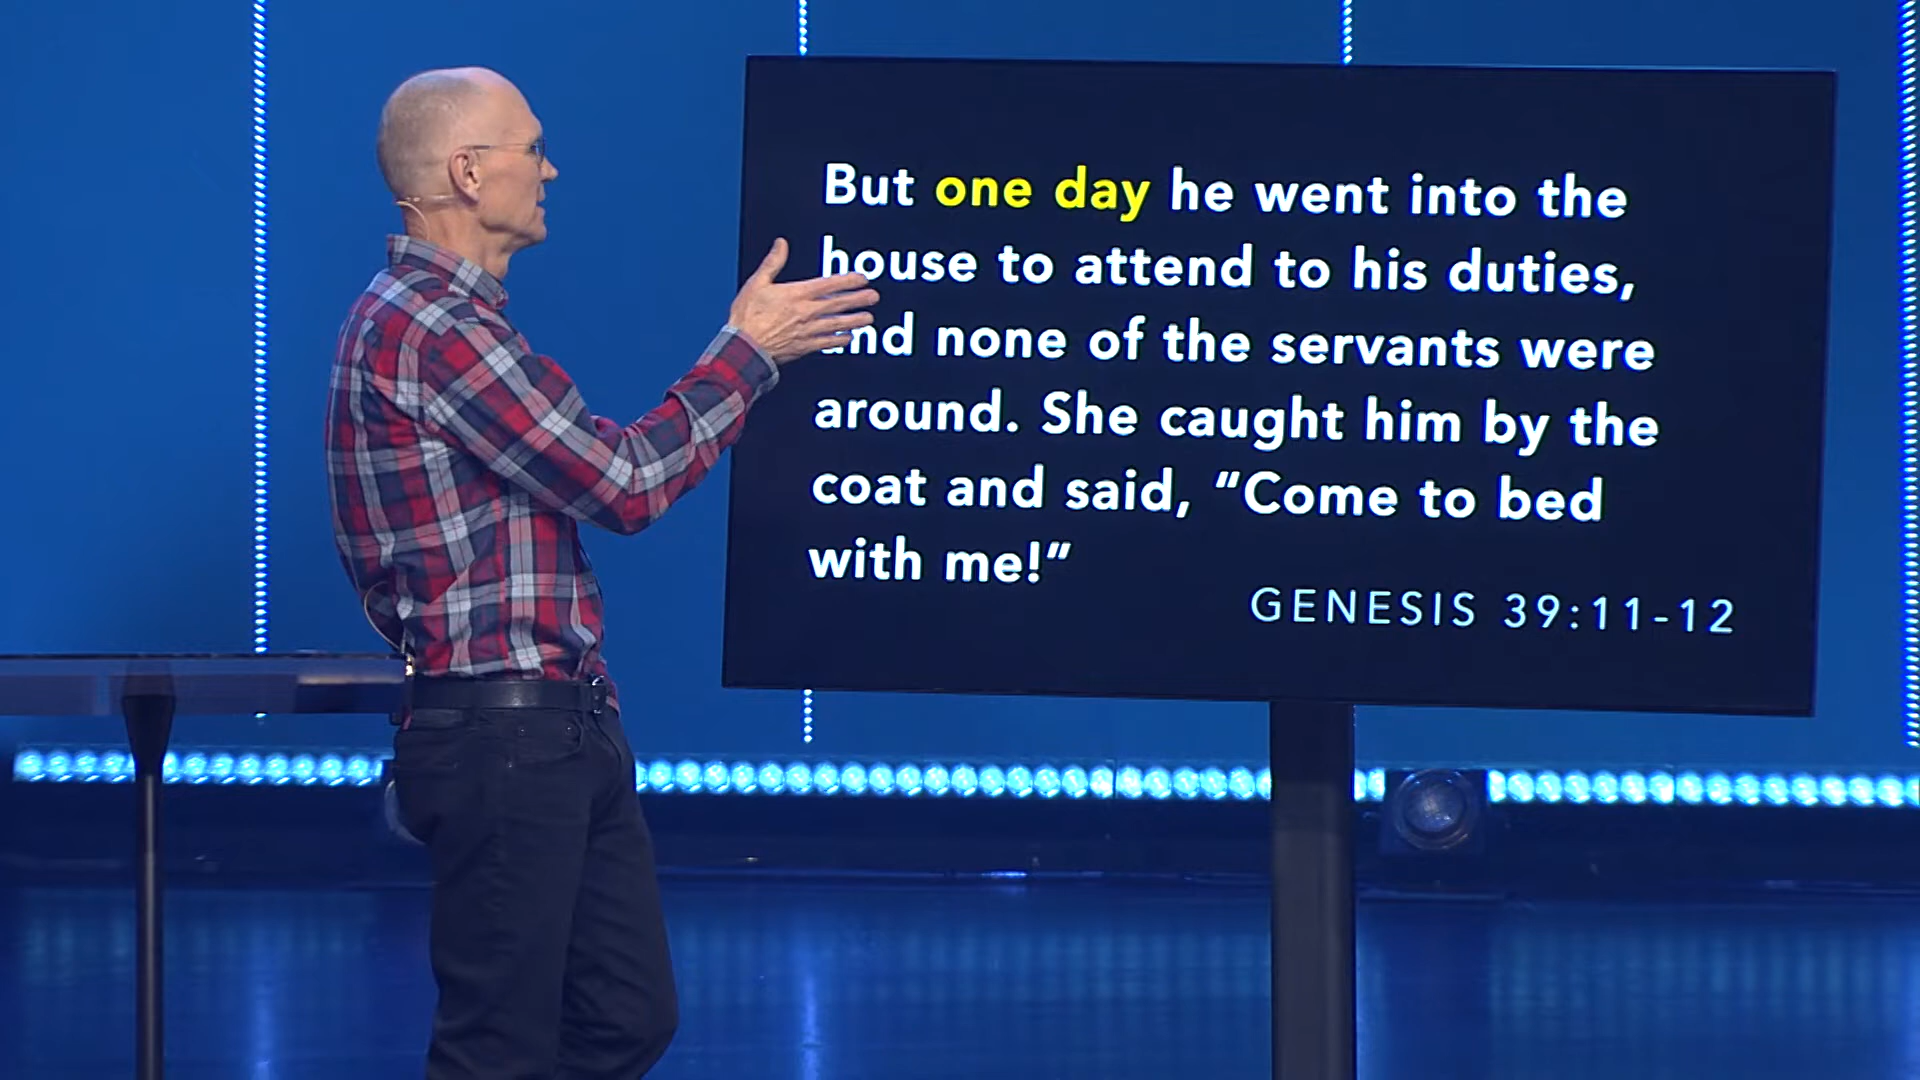 But one day he went into the
house to attend to his duties,
and none of the servants were
around. She caught him by the
coat and said, “Come to bed
with me!”
GENESIS 39:11-12